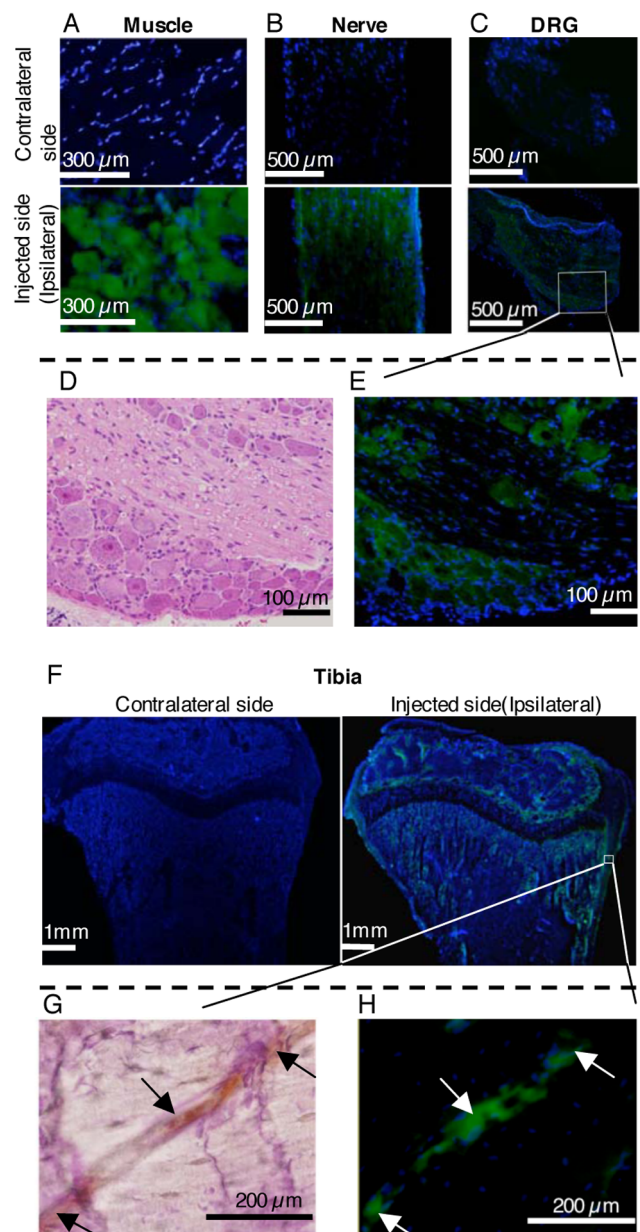 A Muscle B Nerve C DRG
Contralateral
side
300 µm 500 µm 500 µm
Injected side
(Ipsilateral)
300 µm 500 µm 500 µm
D E
100 µm 100 µm
F Tibia
Contralateral side Injected side(Ipsilateral)
1mm 1mm
G H
200 µm 200 µm